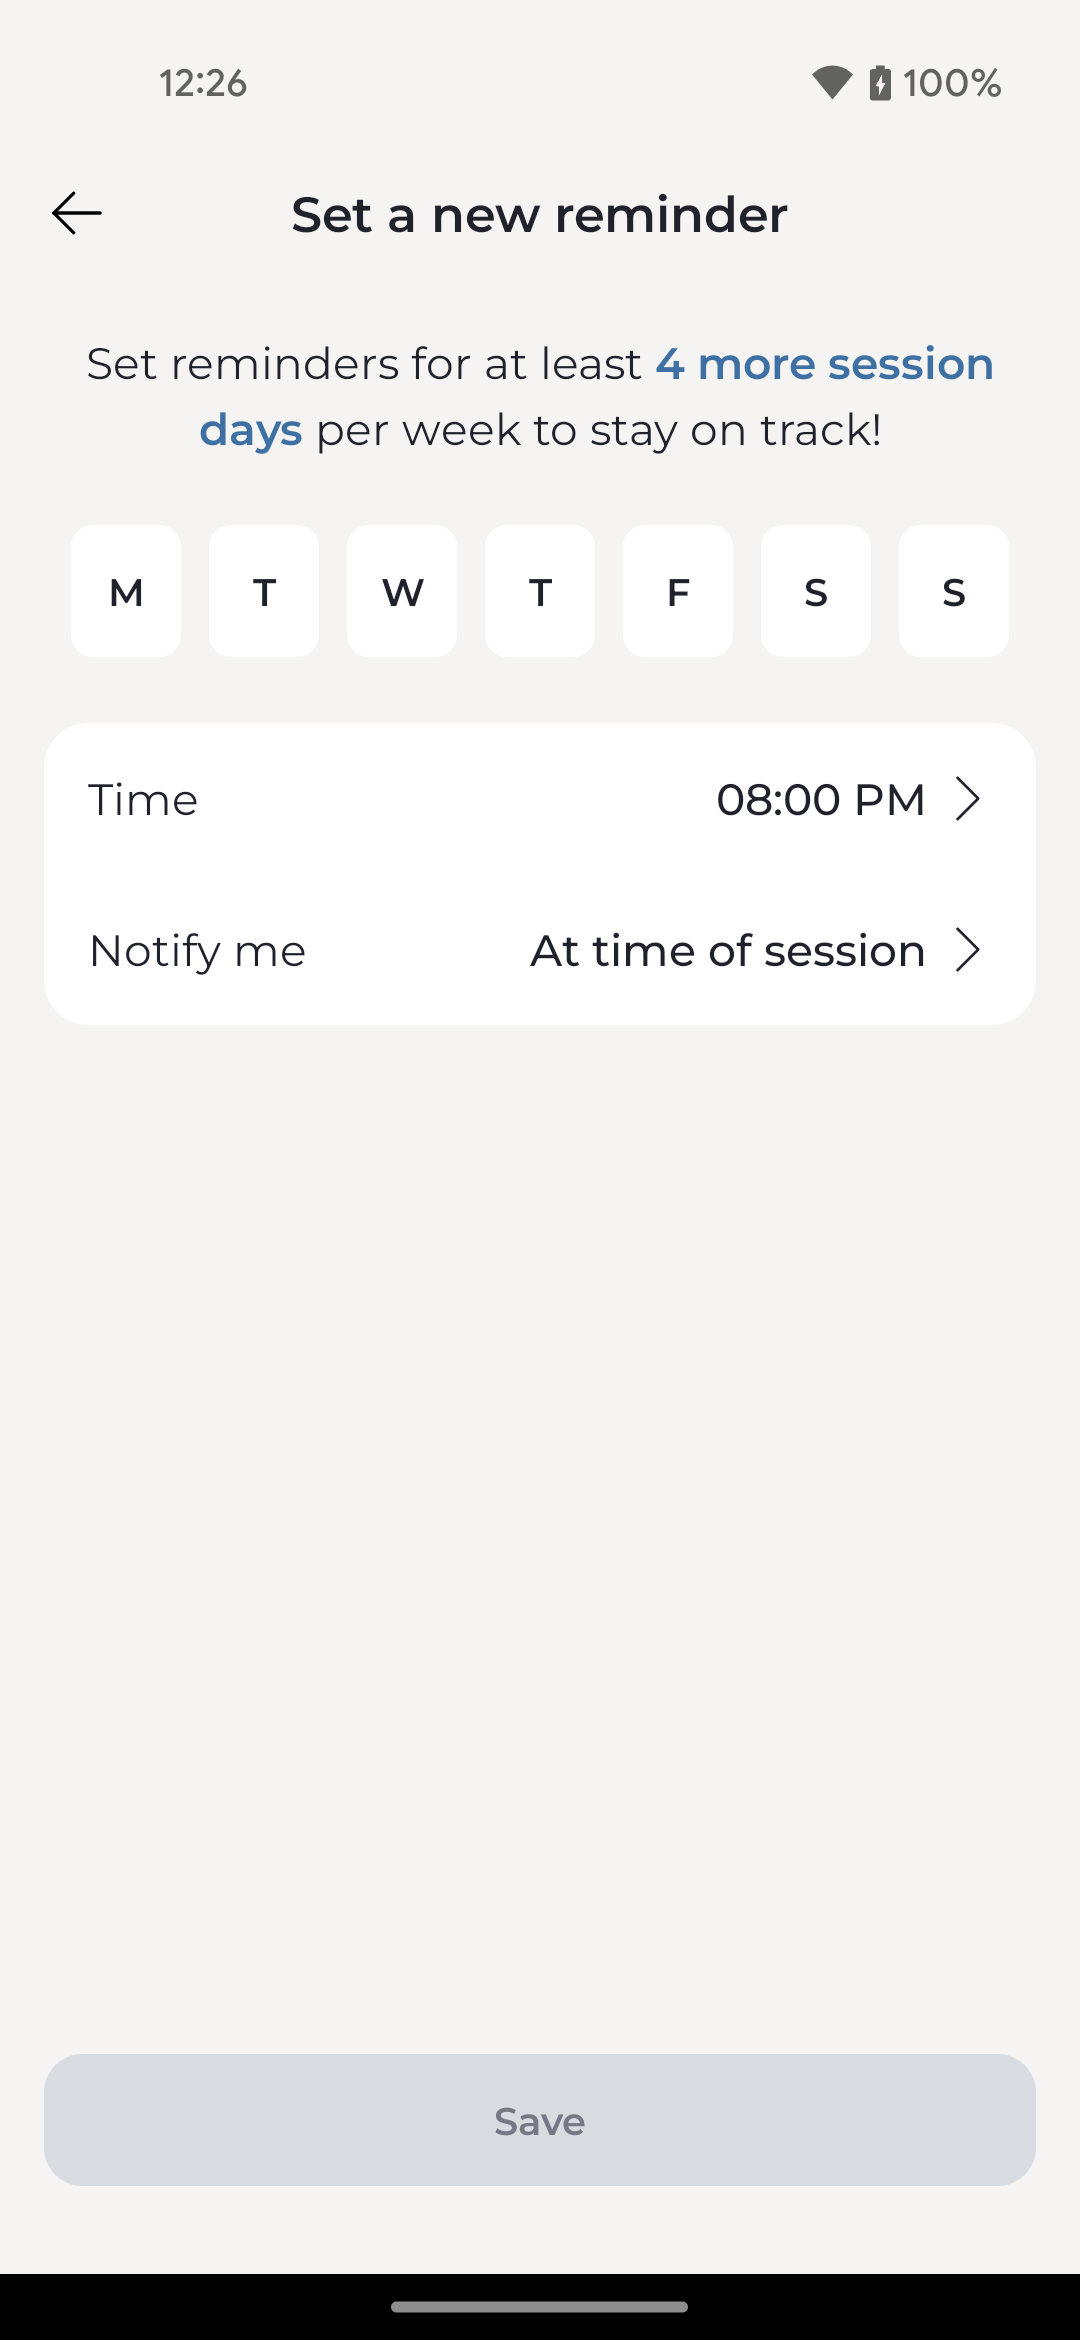 12:26 100%
Set a new reminder
Set reminders for at least 4 more session
days per week to stay on track!
M T W T F S S
Time 08:00 PM
Notify me At time of session
Save